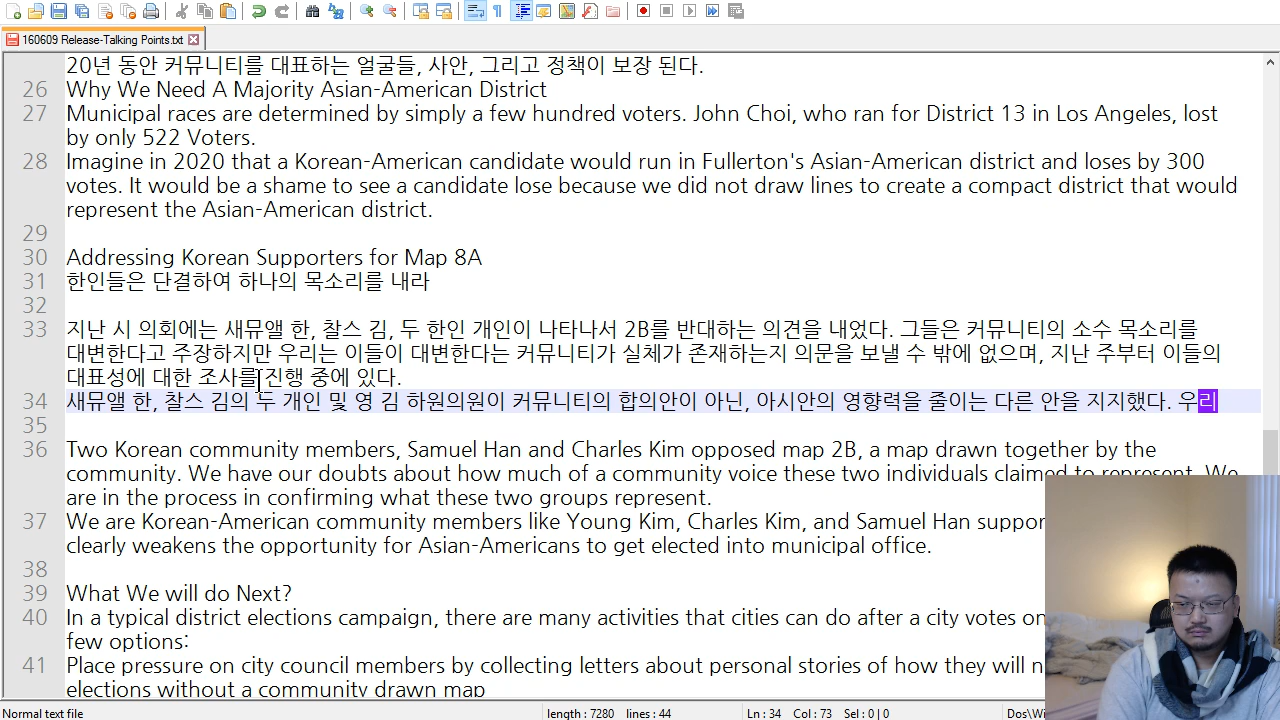 160609 Release-Talking Points.txt
20년 동안 커뮤니티를 대표하는 얼굴들, 사안, 그리고 정책이 보장 된다.
26 Why We Need A Majority Asian-American District
27 Municipal races are determined by simply a few hundred voters. John Choi, who ran for District 13 in Los Angeles, lost
by only 522 Voters.
28 Imagine in 2020 that a Korean-American candidate would run in Fullerton's Asian-American district and loses by 300
votes. It would be a shame to see a candidate lose because we did not draw lines to create a compact district that would
represent the Asian-American district.
29
30 Addressing Korean Supporters for Map 8A
31 한인들은 단결하여 하나의 목소리를 내라
32
33 지난 시 의회에는 새뮤앨 한, 찰스 김, 두 한인 개인이 나타나서 2B를 반대하는 의견을 내었다. 그들은 커뮤니티의 소수 목소리를
대변한다고 주장하지만 우리는 이들이 대변한다는 커뮤니티가 실체가 존재하는지 의문을 보낼 수 밖에 없으며, 지난 주부터 이들의
대표성에 대한 조사를 진행 중에 있다.
34 새뮤앨 한, 찰스 김의 두 개인 및 영 김 하원의원이 커뮤니티의 합의안이 아닌, 아시안의 영향력을 줄이는 다른 안을 지지했다. 우리
35
36 Two Korean community members, Samuel Han and Charles Kim opposed map 2B, a map drawn together by the
community. We have our doubts about how much of a community voice these two individuals claimed to represent. We
are in the process in confirming what these two groups represent.
37 We are Korean-American community members like Young Kim, Charles Kim, and Samuel Han
clearly weakens the opportunity for Asian-Americans to get elected into municipal office.
38
39 What We will do Next?
40 In a typical district elections campaign, there are many activities that cities can do after a city votes
few options:
41 Place pressure on city council members by collecting letters about personal stories of how they will
elections without a community drawn map
Normal text file length : 7280 lines : 44 Ln : 34 Col : 73 Sel : 0 | 0